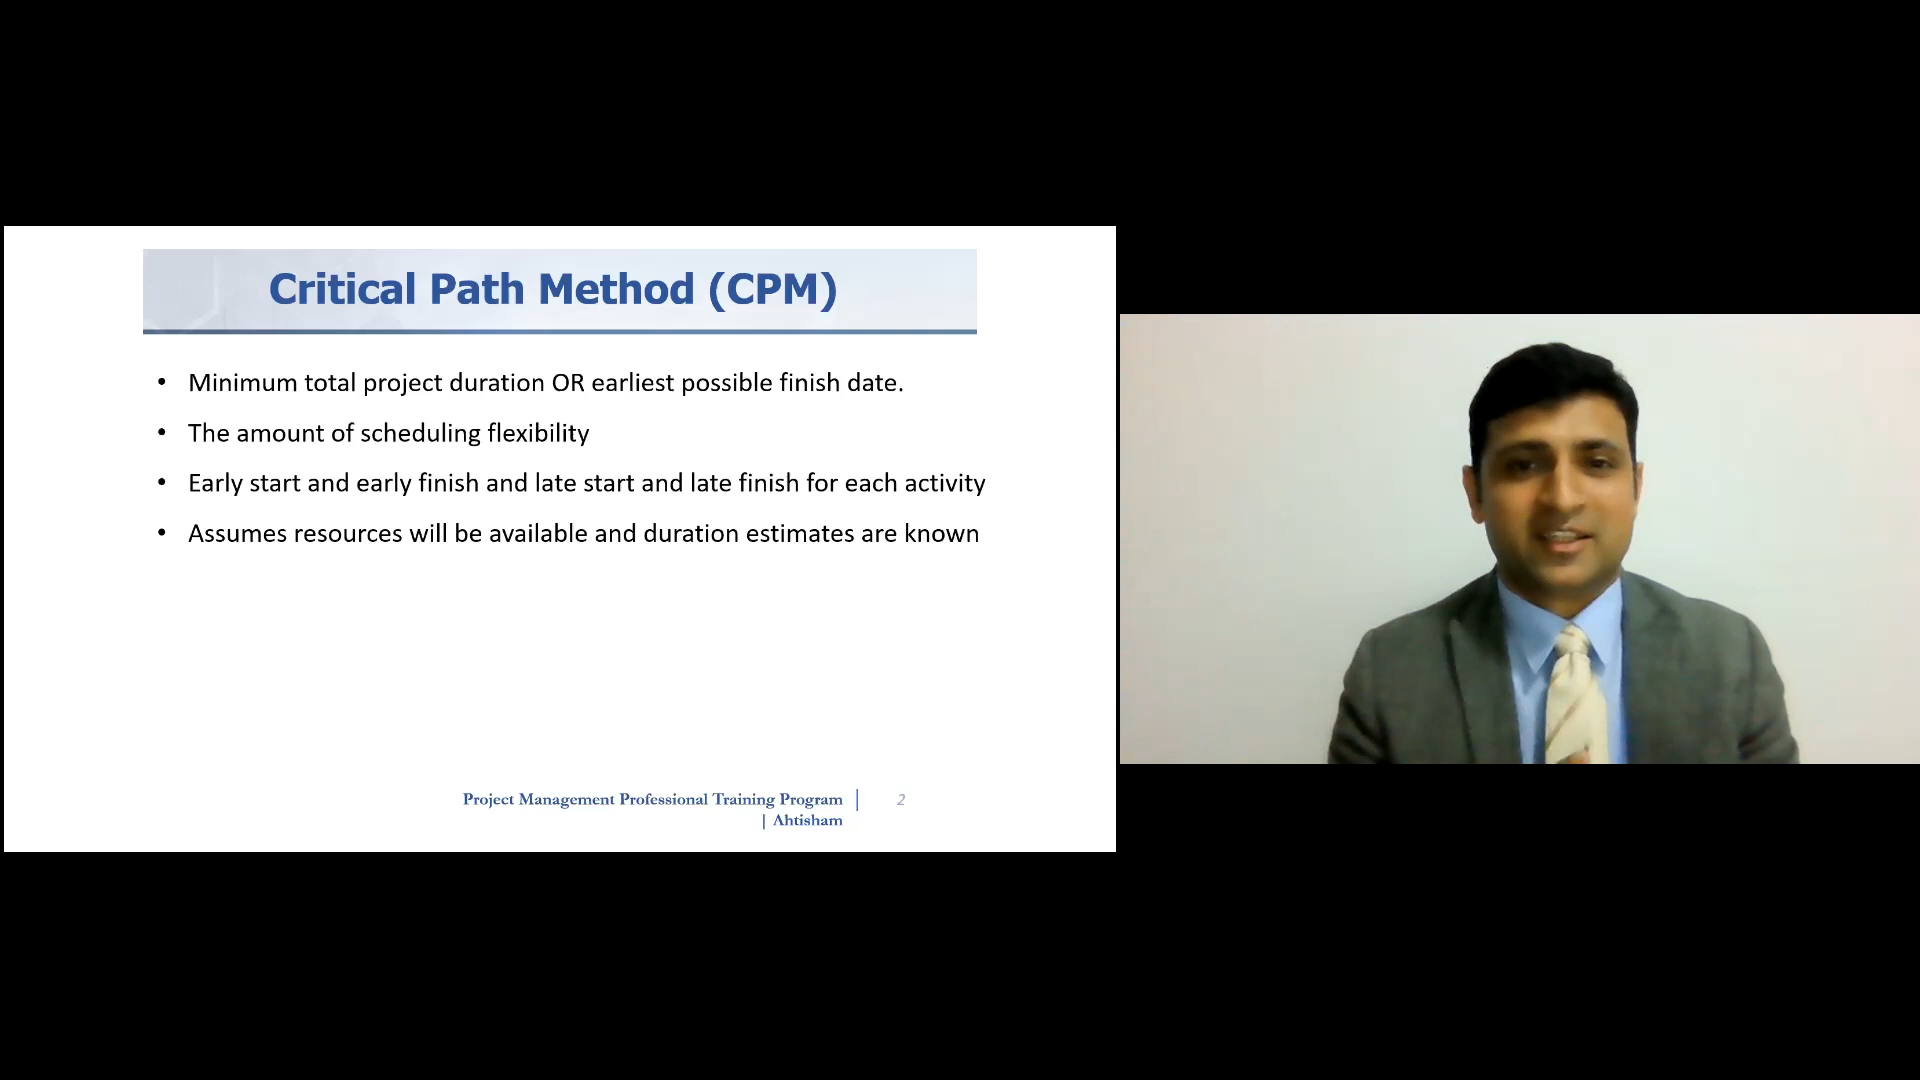 Critical Path Method (CPM)
• Minimum total project duration OR earliest possible finish date.
• The amount of scheduling flexibility
• Early start and early finish and late start and late finish for each activity
• Assumes resources will be available and duration estimates are known
Project Management Professional Training Program | 2
| Ahtisham